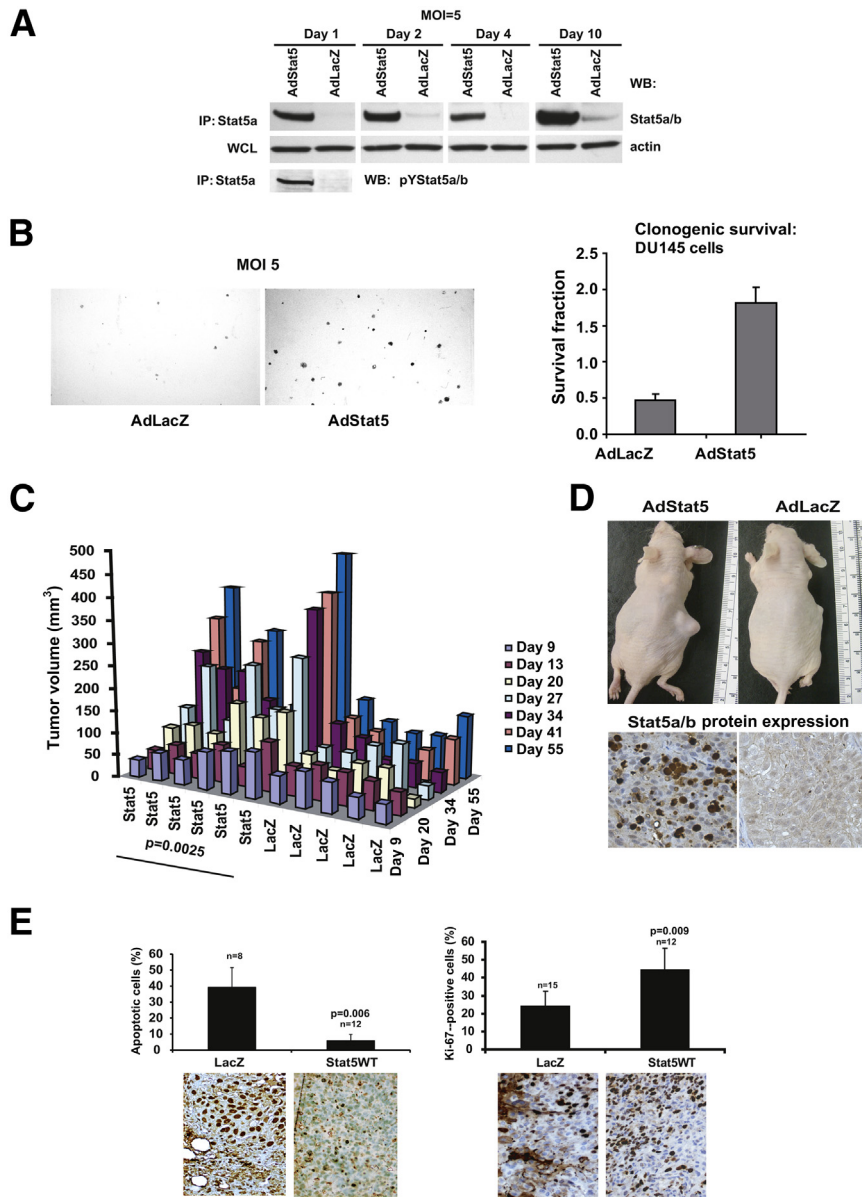 A
MOI=5
Day 1 Day 2 Day 4 Day 10
AdStat5 AdLacZ AdStat5 AdLacZ AdStat5 AdLacZ AdStat5 AdLacZ WB:
IP: Stat5a Stat5a/b
WCL actin
IP: Stat5a WB: pYStat5a/b
B
MOI 5
AdLacZ AdStat5
Clonogenic survival:
DU145 cells
Survival fraction
2.5
2.0
1.5
1.0
0.5
0.0
AdLacZ AdStat5
C
Tumor volume (mm3)
500
450
400
350
300
250
200
150
100
50
0
Stat5 Stat5 Stat5 Stat5 Stat5 Stat5 LacZ LacZ LacZ LacZ LacZ
Day 9 Day 20 Day 34 Day 55
p=0.0025
Day 9
Day 13
Day 20
Day 27
Day 34
Day 41
Day 55
D
AdStat5 AdLacZ
Stat5a/b protein expression
E
Apoptotic cells (%)
60
50
40
30
20
10
0
n=8
p=0.006
n=12
LacZ Stat5WT
Ki-67--positive cells (%)
60
50
40
30
20
10
0
n=15
p=0.009
n=12
LacZ Stat5WT